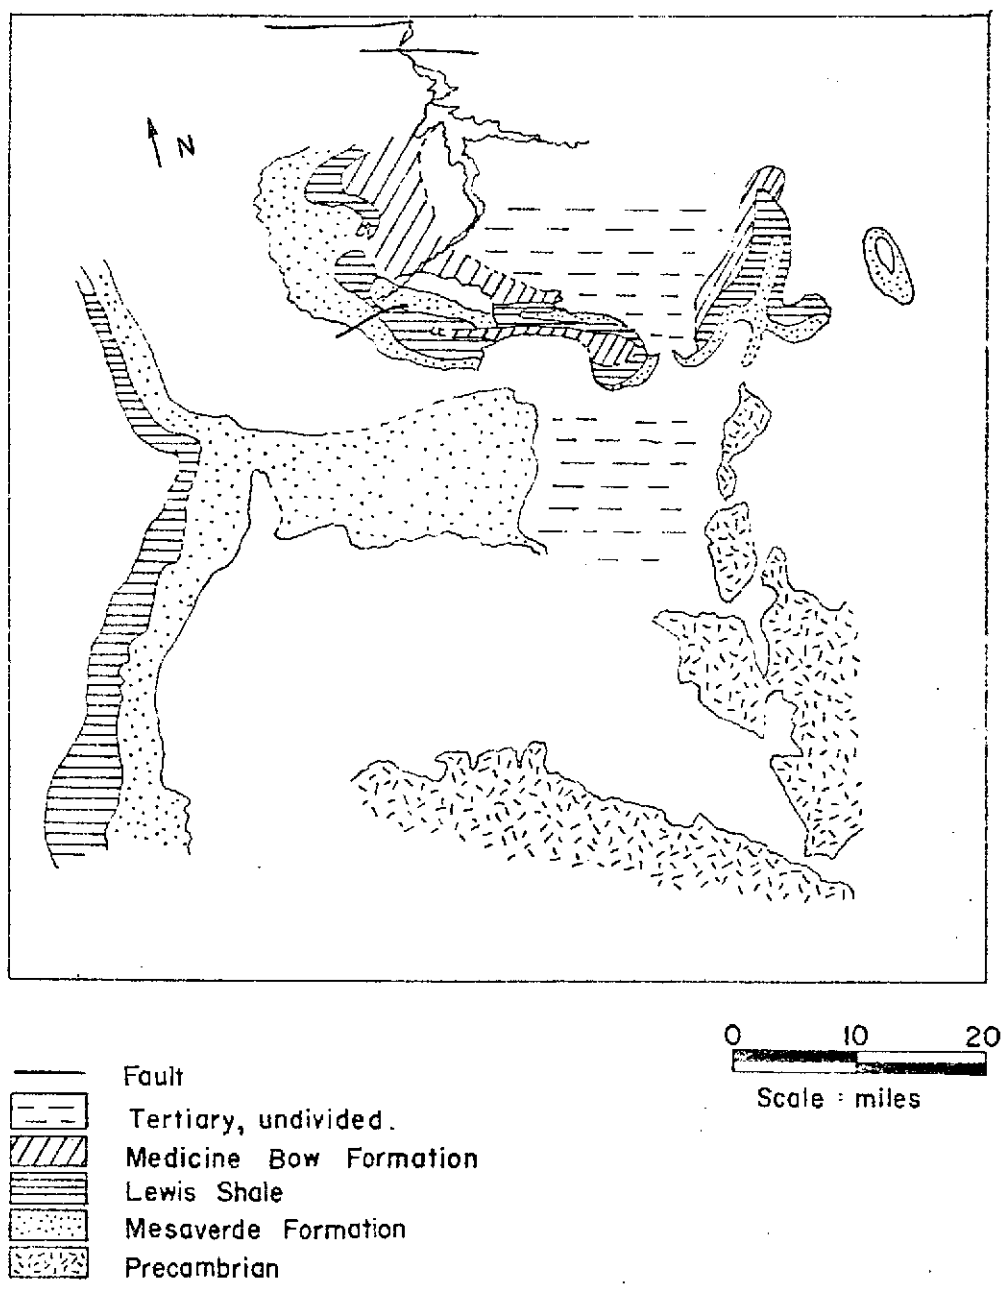 N
0 10 20
Scale : miles
Fault
Tertiary, undivided.
Medicine Bow Formation
Lewis Shale
Mesaverde Formation
Precambrian